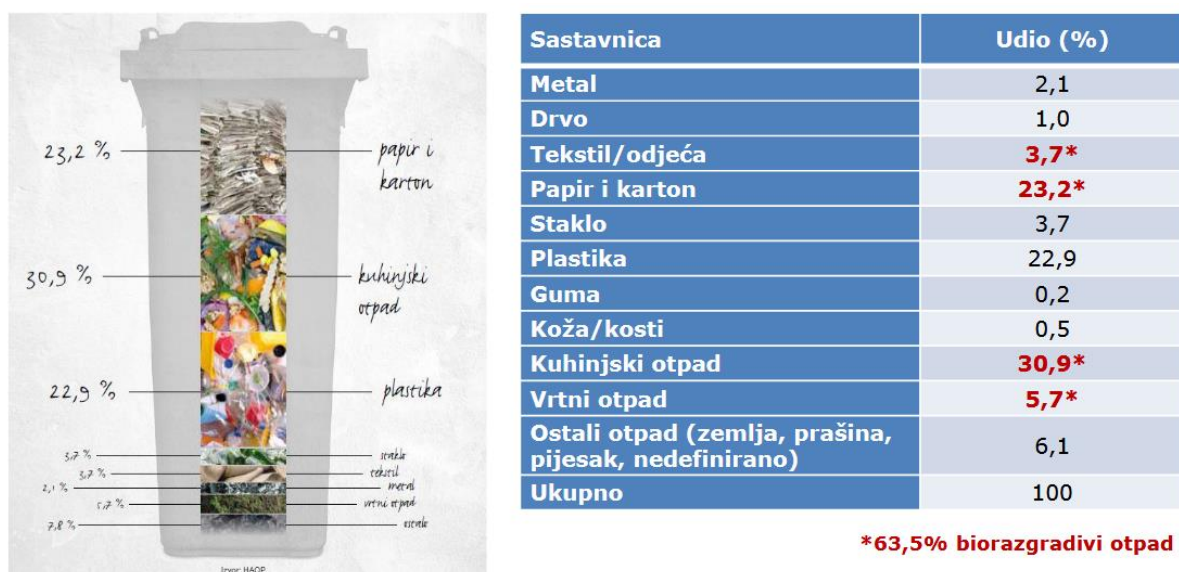 23,2 %
papir i
karton
30,9 %
kuhinjski
otpad
22,9 %
plastika
3,7 %
staklo
3,7 %
tekstil
2,1 %
metal
5,7 %
vrtni otpad
7,8 %
ostalo
Izvor: HAOP
Sastavnica Udio (%)
Metal 2,1
Drvo 1,0
Tekstil/odjeća 3,7*
Papir i karton 23,2*
Staklo 3,7
Plastika 22,9
Guma 0,2
Koža/kosti 0,5
Kuhinjski otpad 30,9*
Vrtni otpad 5,7*
Ostali otpad (zemlja, prašina,
pijesak, nedefinirano) 6,1
Ukupno 100
*63,5% biorazgradivi otpad